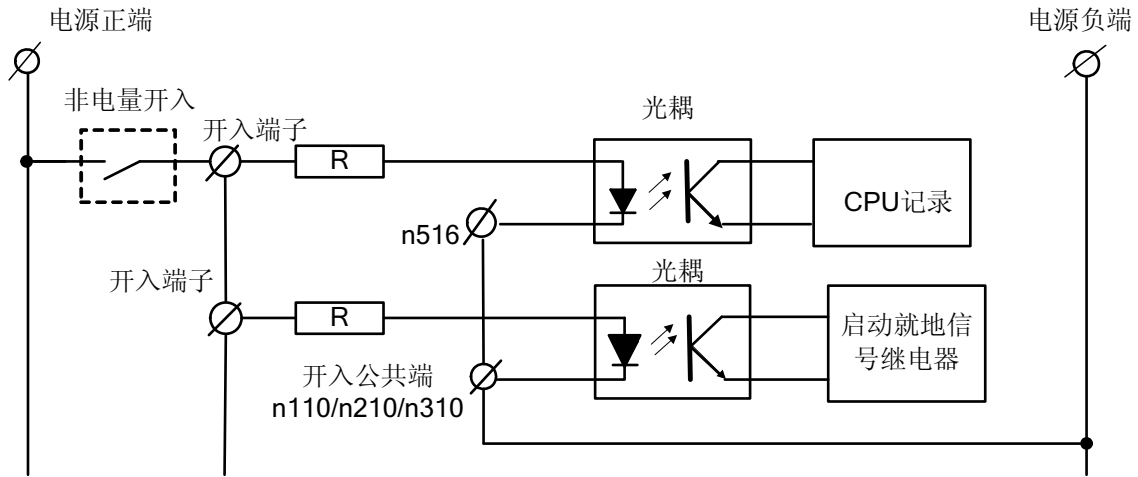 电源正端
电源负端
非电量开入
开入端子
R
光耦
CPU记录
n516
开入端子
R
光耦
启动就地信
号继电器
开入公共端
n110/n210/n310